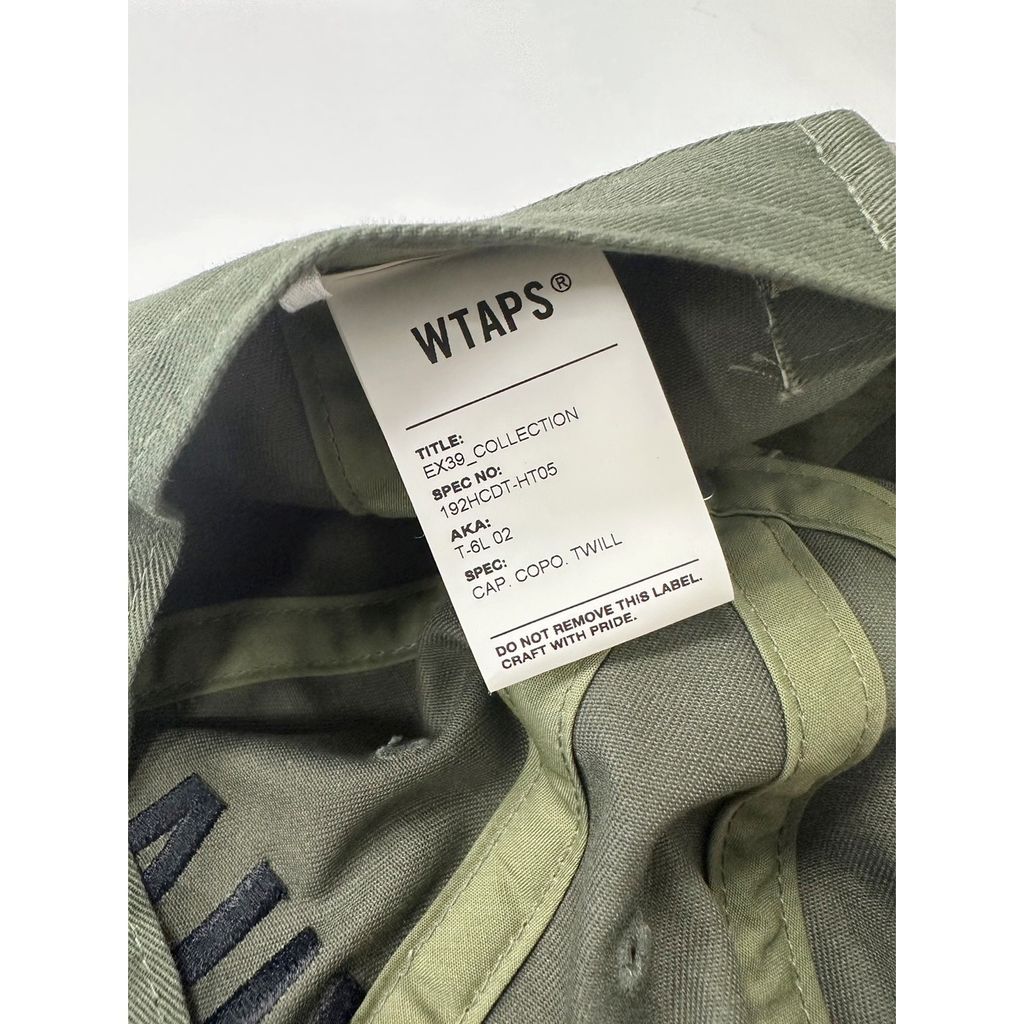 WTAPS®
TITLE:
EX39_COLLECTION
SPEC NO:
192HCDT-HT05
AKA:
T-6L 02
SPEC:
CAP. COPO. TWILL
DO NOT REMOVE THIS LABEL.
CRAFT WITH PRIDE.